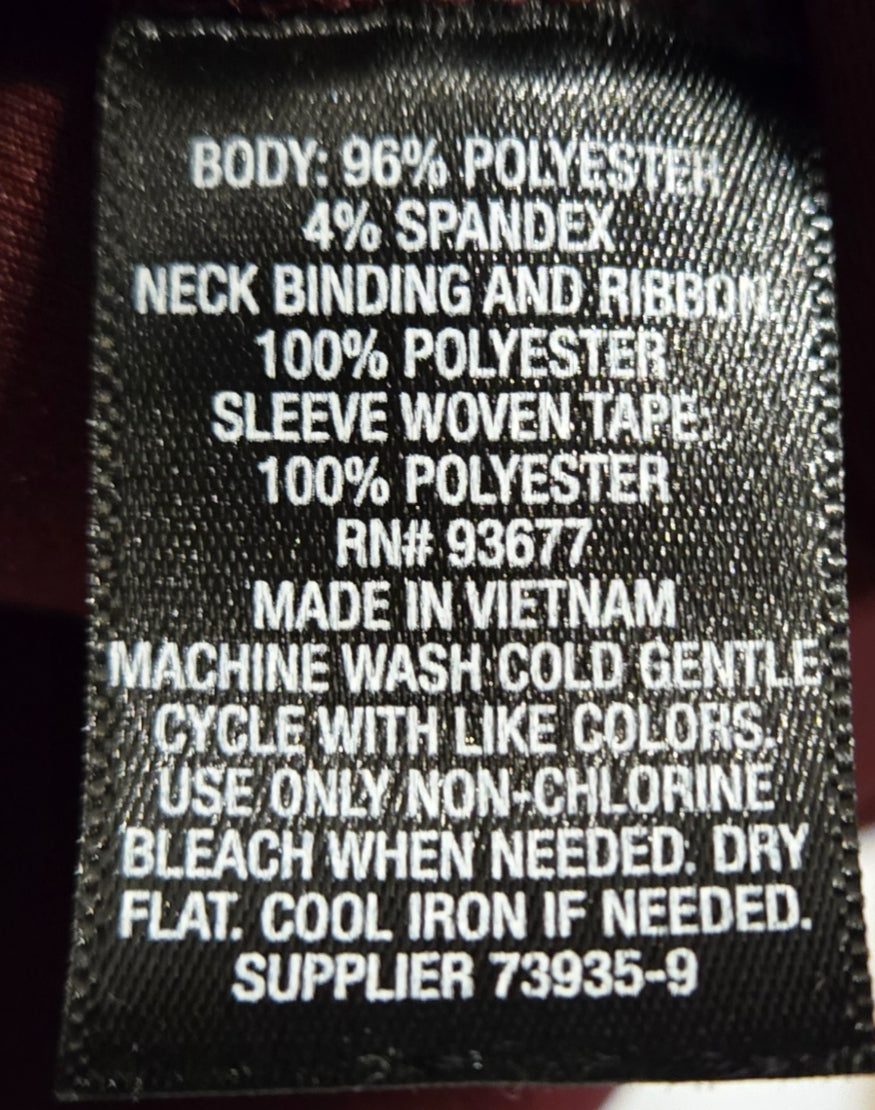 BODY: 96% POLYESTER
4% SPANDEX
NECK BINDING AND RIBBON:
100% POLYESTER
SLEEVE WOVEN TAPE:
100% POLYESTER
RN# 93677
MADE IN VIETNAM
MACHINE WASH COLD GENTLE
CYCLE WITH LIKE COLORS.
USE ONLY NON-CHLORINE
BLEACH WHEN NEEDED. DRY
FLAT. COOL IRON IF NEEDED.
SUPPLIER 73935-9